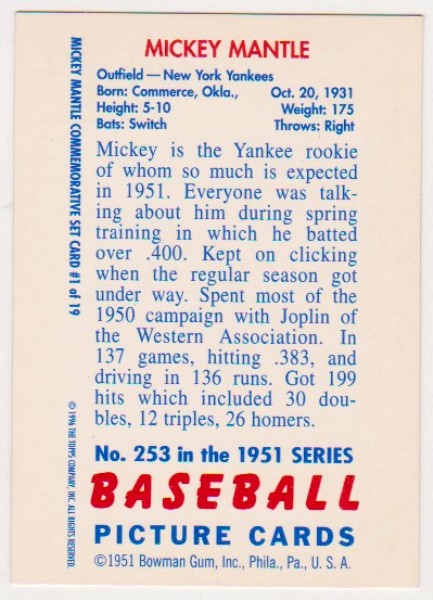 MICKEY MANTLE
Outfield — New York Yankees
Born: Commerce, Okla., Oct. 20, 1931
Height: 5-10 Weight: 175
Bats: Switch Throws: Right
Mickey is the Yankee rookie
of whom so much is expected
in 1951. Everyone was talk-
ing about him during spring
training in which he batted
over .400. Kept on clicking
when the regular season got
under way. Spent most of the
1950 campaign with Joplin of
the Western Association. In
137 games, hitting .383, and
driving in 136 runs. Got 199
hits which included 30 dou-
bles, 12 triples, 26 homers.
No. 253 in the 1951 SERIES
BASEBALL
PICTURE CARDS
©1951 Bowman Gum, Inc., Phila., Pa., U. S. A.
MICKEY MANTLE COMMEMORATIVE SET CARD #1 of 19
© 1996 THE TOPPS COMPANY, INC. ALL RIGHTS RESERVED.